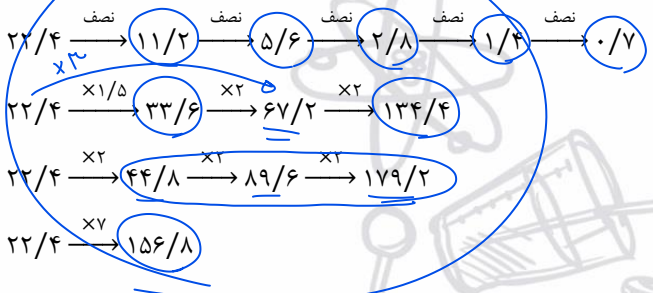 ۲۲/۴ —نصف→ ۱۱/۲ —نصف→ ۵/۶ —نصف→ ۲/۸ —نصف→ ۱/۴ —نصف→ ۰/۷
×۳
۲۲/۴ —×۱/۵→ ۳۳/۶ —×۲→ ۶۷/۲ —×۲→ ۱۳۴/۴
۲۲/۴ —×۲→ ۴۴/۸ —×۲→ ۸۹/۶ —×۲→ ۱۷۹/۲
۲۲/۴ —×۷→ ۱۵۶/۸